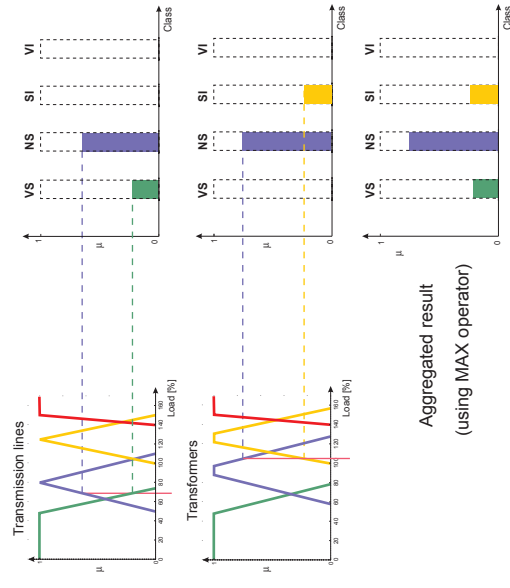 Transmission lines
μ
1
0
0 20 40 60 80 100 120 140 160
Load [%]
μ
1
0
VS NS SI VI
Class
Transformers
μ
1
0
0 20 40 60 80 100 120 140 160
Load [%]
μ
1
0
VS NS SI VI
Class
Aggregated result
(using MAX operator)
μ
1
0
VS NS SI VI
Class